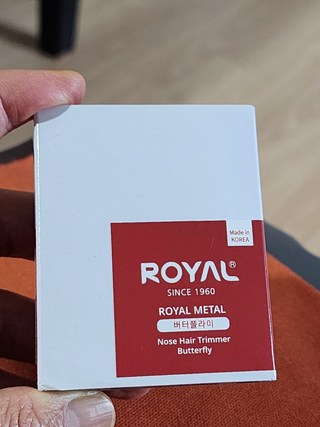 Made in
KOREA
ROYAL®
SINCE 1960
ROYAL METAL
버터플라이
Nose Hair Trimmer
Butterfly